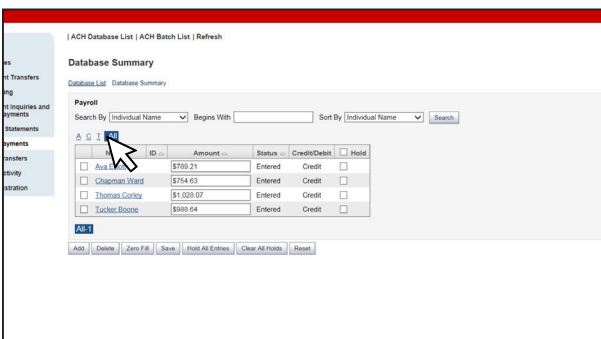 | ACH Database List | ACH Batch List | Refresh
Database Summary
Database List Database Summary
es
nt Transfers
ing
nt Inquiries and
ayments
Statements
ayments
ransfers
ctivity
istration
Payroll
Search By Individual Name Begins With Sort By Individual Name Search
A C T All
ID Amount Status Credit/Debit Hold
Ava $789.21 Entered Credit
Chapman Ward $754.63 Entered Credit
Thomas Corley $1,028.07 Entered Credit
Tucker Boone $988.64 Entered Credit
All-1
Add Delete Zero Fill Save Hold All Entries Clear All Holds Reset